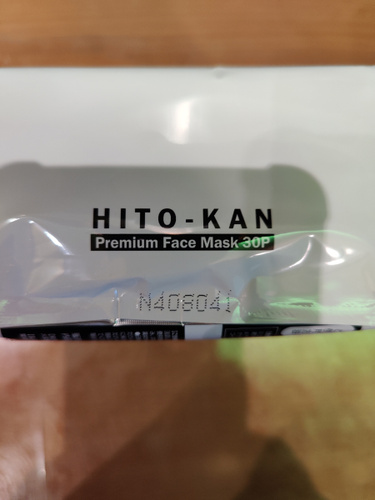 HITO-KAN
Premium Face Mask 30P
N408041